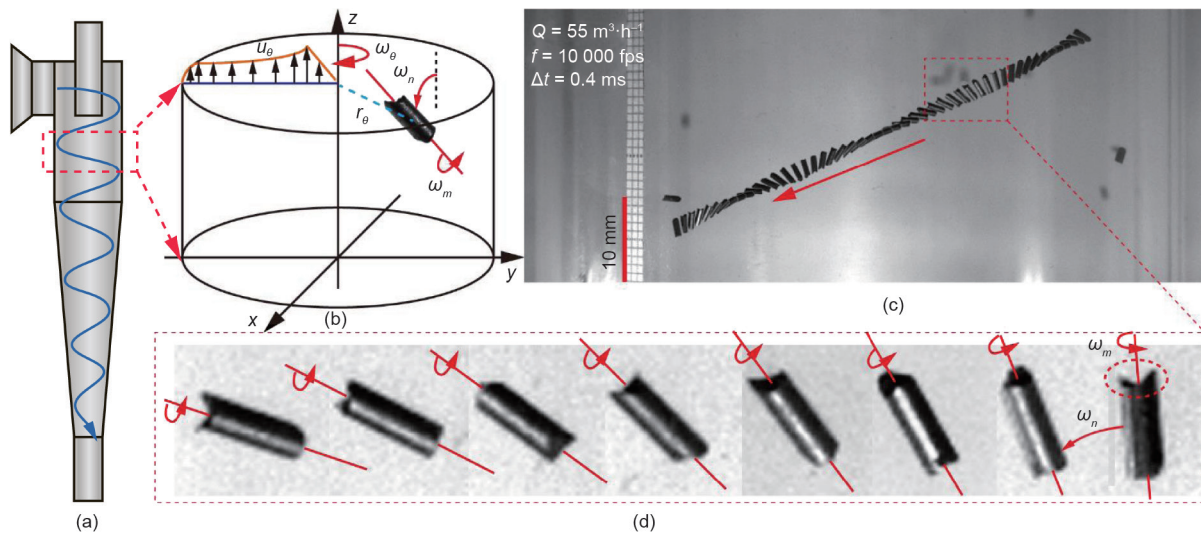 (a)
z
u_θ
ω_θ
ω_n
r_θ
ω_m
y
x
(b)
Q = 55 m³·h⁻¹
f = 10 000 fps
Δt = 0.4 ms
10 mm
(c)
ω_m
ω_n
(d)